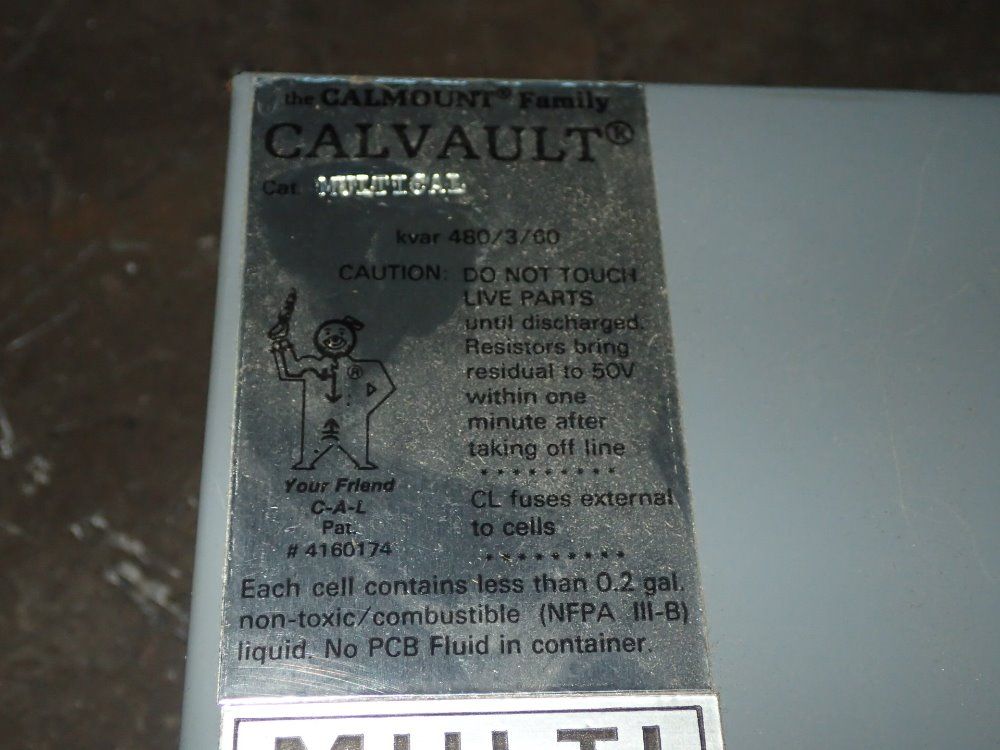 the CALMOUNT® Family
CALVAULT®
Cat. MULTICAL
kvar 480/3/60
CAUTION: DO NOT TOUCH
LIVE PARTS
until discharged.
Resistors bring
residual to 50V
within one
minute after
taking off line
* * * * * * * * *
CL fuses external
to cells
* * * * * * * * *
®
Your Friend
C-A-L
Pat.
# 4160174
Each cell contains less than 0.2 gal.
non-toxic/combustible (NFPA III-B)
liquid. No PCB Fluid in container.
MULTI